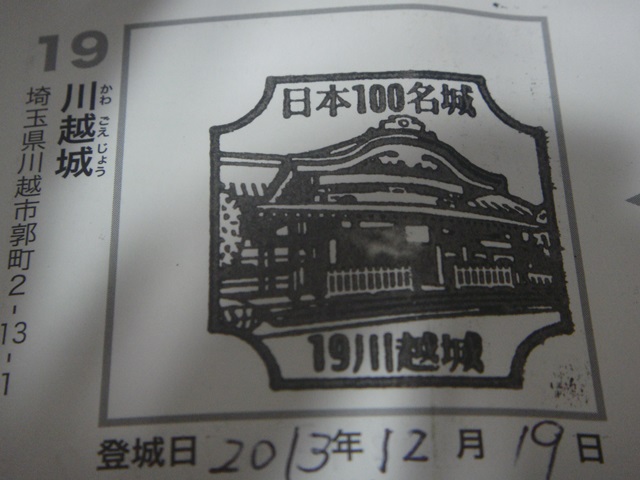 19
川越城
かわごえじょう
埼玉県川越市郭町2-13-1
日本100名城
19川越城
登城日 2013年12月19日